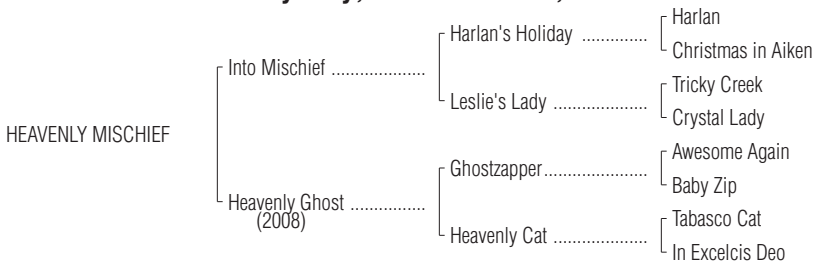 Harlan
Harlan's Holiday ..............
Christmas in Aiken
Into Mischief ....................
Tricky Creek
Leslie's Lady ....................
Crystal Lady
HEAVENLY MISCHIEF
Awesome Again
Ghostzapper......................
Baby Zip
Heavenly Ghost ................
(2008)
Tabasco Cat
Heavenly Cat ....................
In Excelcis Deo